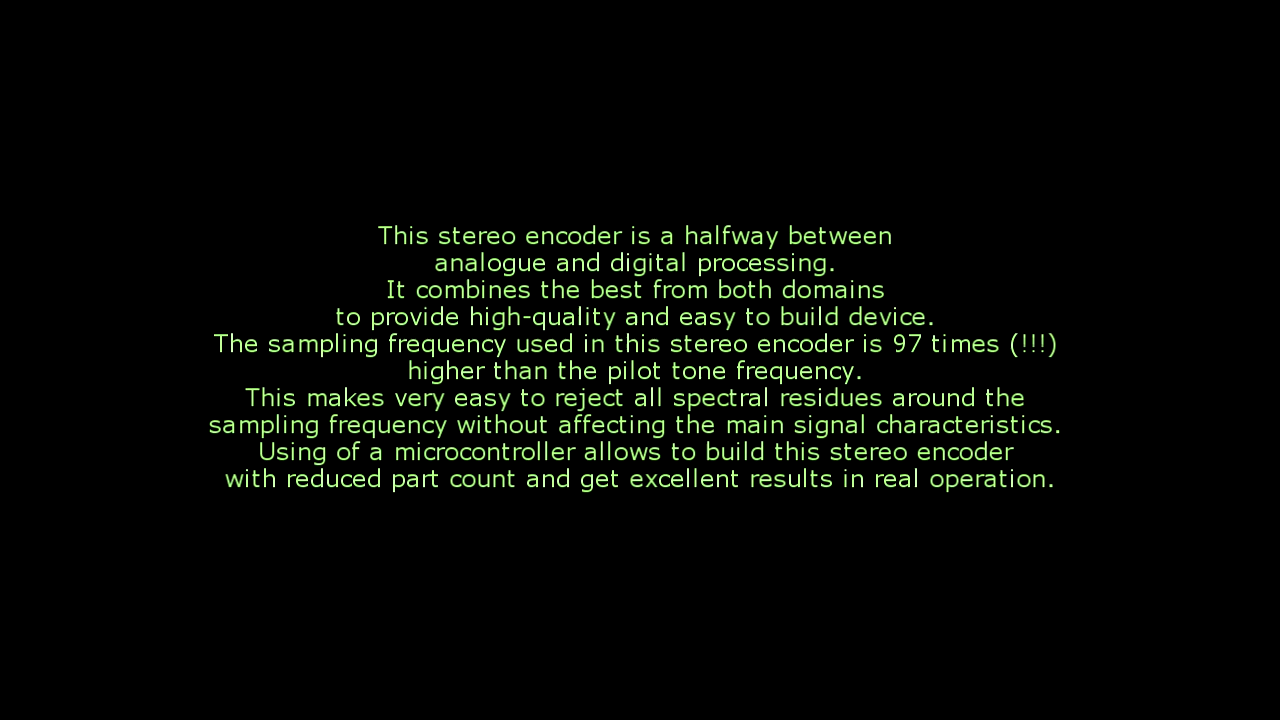 This stereo encoder is a halfway between
analogue and digital processing.
It combines the best from both domains
to provide high-quality and easy to build device.
The sampling frequency used in this stereo encoder is 97 times (!!!)
higher than the pilot tone frequency.
This makes very easy to reject all spectral residues around the
sampling frequency without affecting the main signal characteristics.
Using of a microcontroller allows to build this stereo encoder
with reduced part count and get excellent results in real operation.